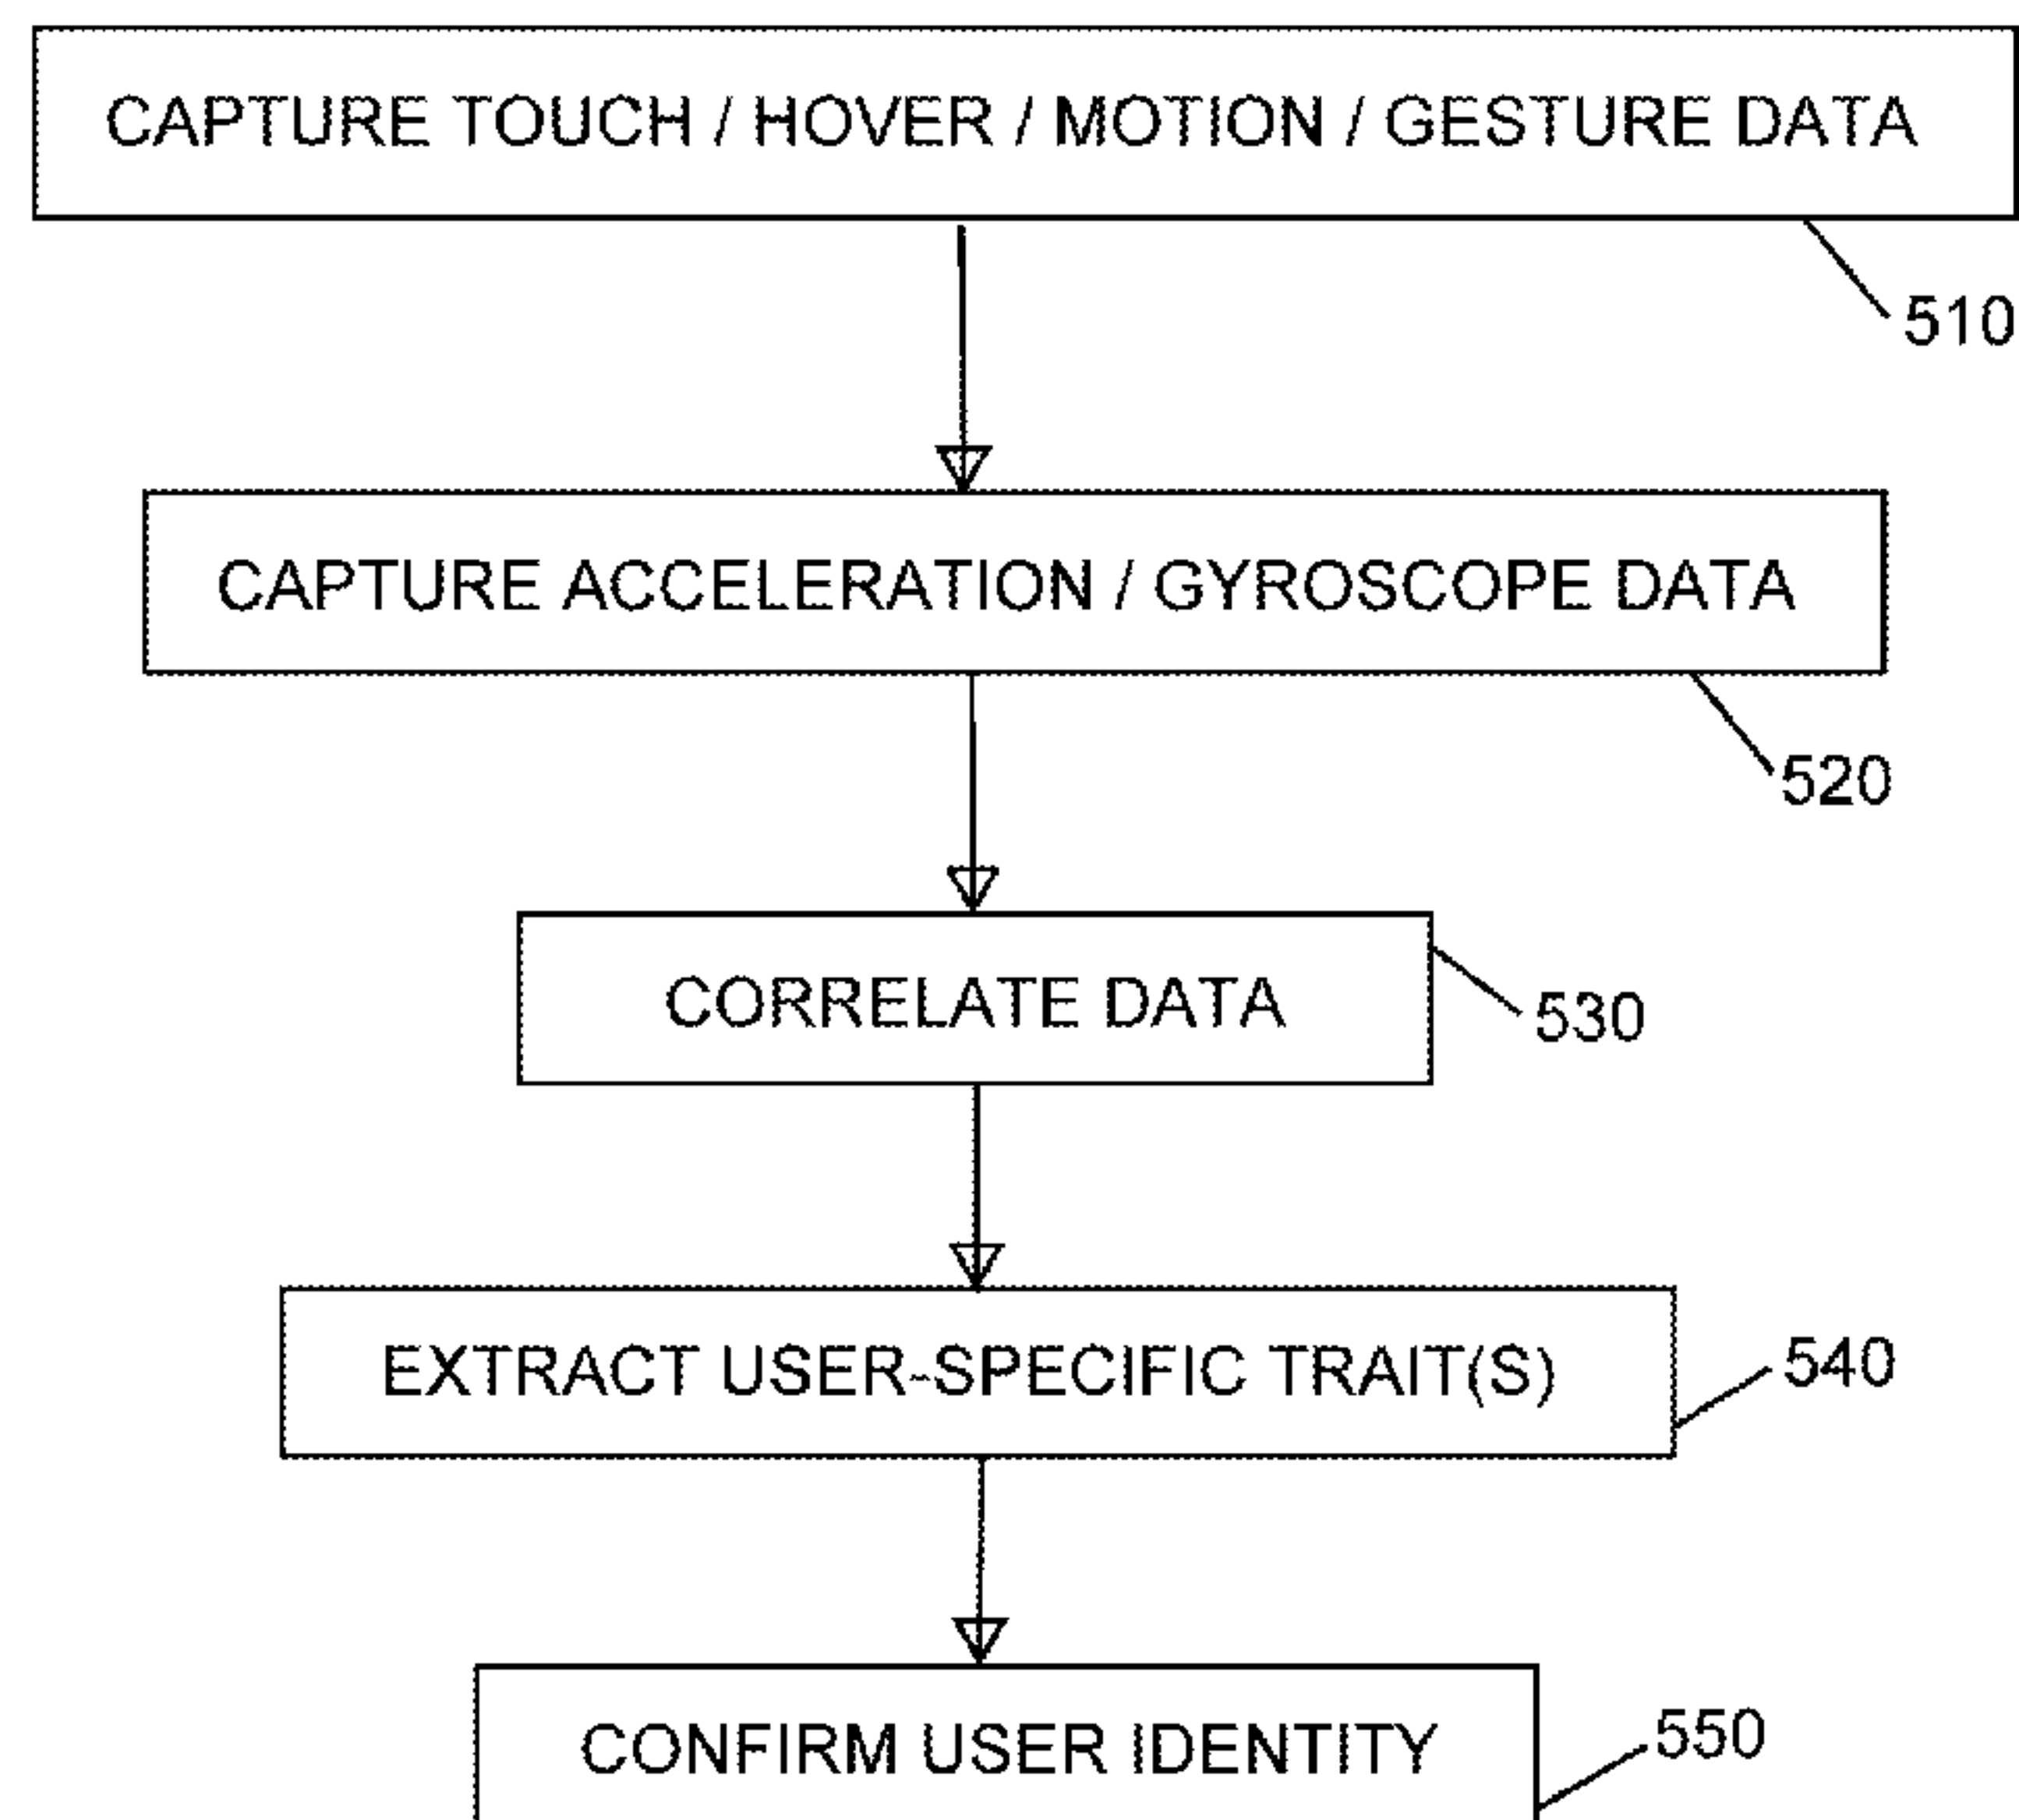 CAPTURE TOUCH / HOVER / MOTION / GESTURE DATA
510
CAPTURE ACCELERATION / GYROSCOPE DATA
520
CORRELATE DATA
530
EXTRACT USER-SPECIFIC TRAIT(S)
540
CONFIRM USER IDENTITY
550